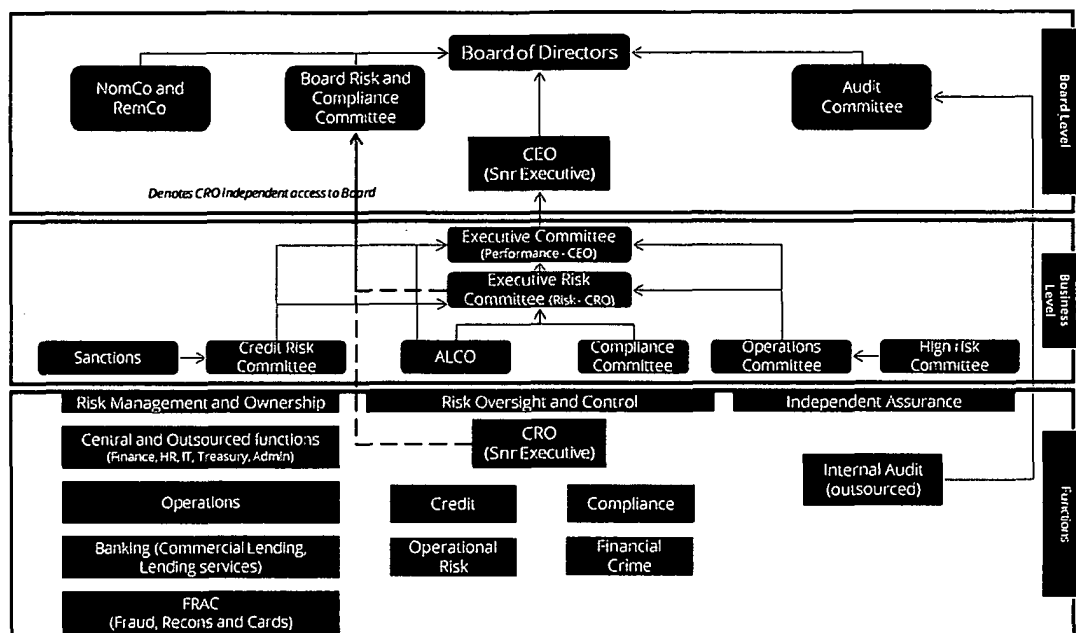 Board of Directors
NomCo and
RemCo
Board Risk and
Compliance
Committee
Audit
Committee
CEO
(Snr Executive)
Denotes CRO Independent access to Board
Board Level
Executive Committee
(Performance - CEO)
Executive Risk
Committee (Risk - CRO)
Sanctions
Credit Risk
Committee
ALCO
Compliance
Committee
Operations
Committee
High risk
Committee
Business
Level
Risk Management and Ownership
Risk Oversight and Control
Independent Assurance
Central and Outsourced functions
(Finance, HR, IT, Treasury, Admin)
CRO
(Snr Executive)
Internal Audit
(outsourced)
Operations
Credit
Compliance
Banking (Commercial Lending,
Lending services)
Operational
Risk
Financial
Crime
FRAC
(Fraud, Recons and Cards)
Functions